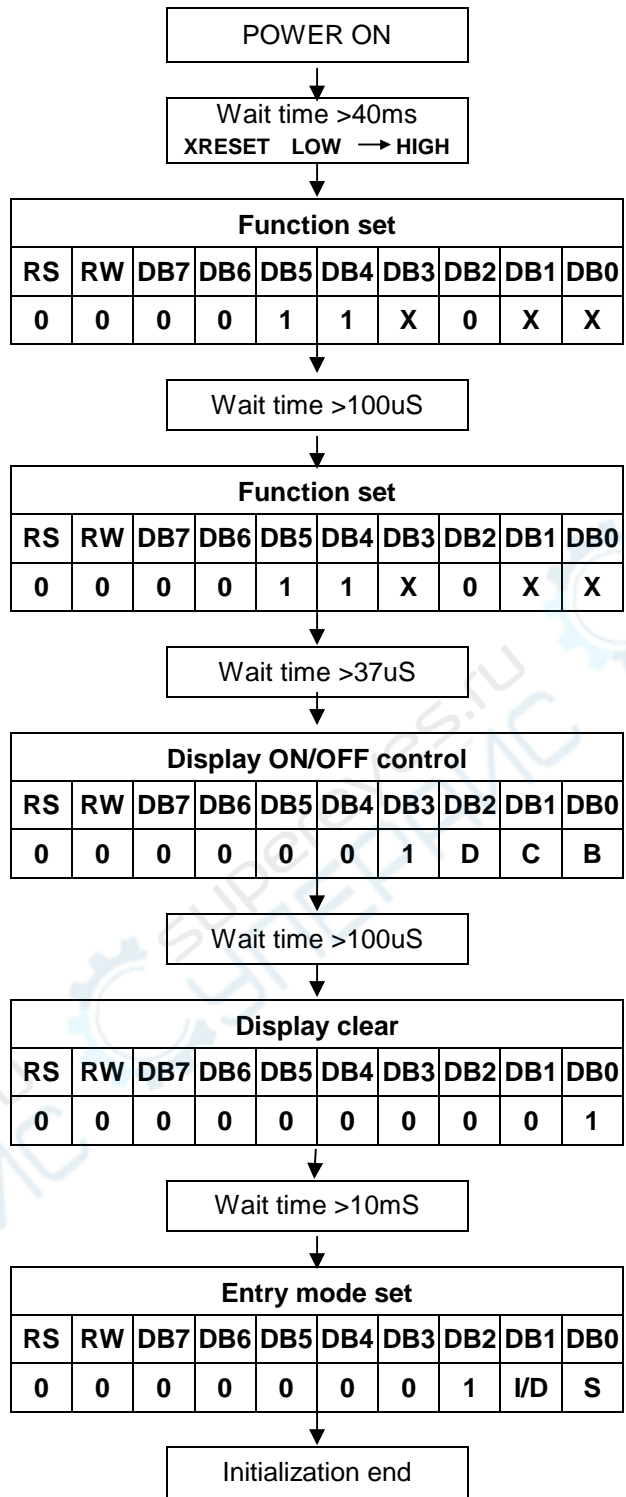 POWER ON
Wait time >40ms
XRESET LOW → HIGH
Function set
RS RW DB7 DB6 DB5 DB4 DB3 DB2 DB1 DB0
0 0 0 0 1 1 X 0 X X
Wait time >100uS
Function set
RS RW DB7 DB6 DB5 DB4 DB3 DB2 DB1 DB0
0 0 0 0 1 1 X 0 X X
Wait time >37uS
Display ON/OFF control
RS RW DB7 DB6 DB5 DB4 DB3 DB2 DB1 DB0
0 0 0 0 0 0 1 D C B
Wait time >100uS
Display clear
RS RW DB7 DB6 DB5 DB4 DB3 DB2 DB1 DB0
0 0 0 0 0 0 0 0 0 1
Wait time >10mS
Entry mode set
RS RW DB7 DB6 DB5 DB4 DB3 DB2 DB1 DB0
0 0 0 0 0 0 0 1 I/D S
Initialization end
supereyes.ru
СУПЕРАЙС